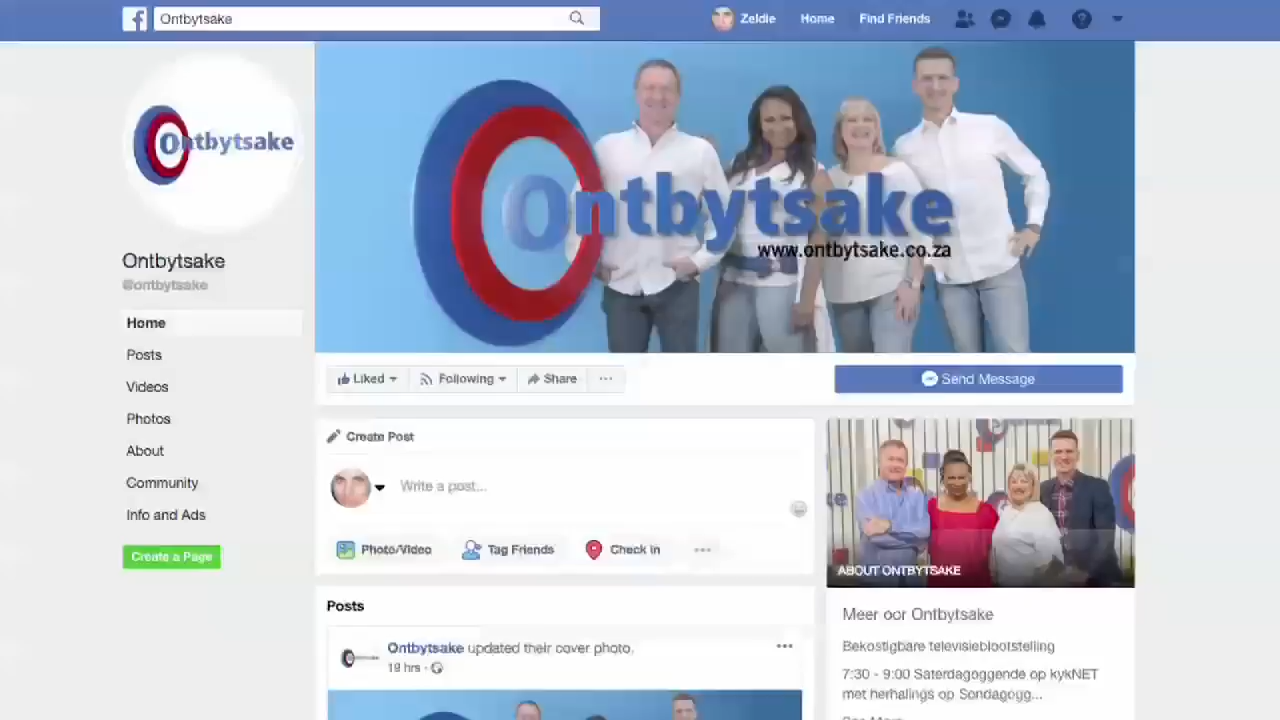 Ontbytsake
Zeldie
Home
Find Friends
Ontbytsake
Ontbytsake
www.ontbytsake.co.za
Ontbytsake
@ontbytsake
Home
Posts
Videos
Photos
About
Community
Info and Ads
Create a Page
Liked
Following
Share
Send Message
Create Post
Write a post...
Photo/Video
Tag Friends
Check in
Posts
Ontbytsake updated their cover photo.
19 hrs
ABOUT ONTBYTSAKE
Meer oor Ontbytsake
Bekostigbare televisieblootstelling
7:30 - 9:00 Saterdagoggende op kykNET
met herhalings op Sondagogg...